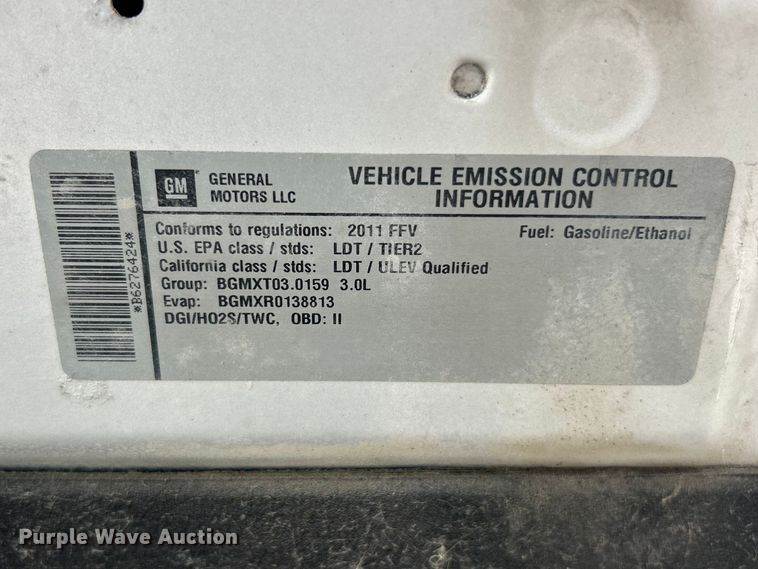 GM
GENERAL
MOTORS LLC
VEHICLE EMISSION CONTROL
INFORMATION
Conforms to regulations: 2011 FFV Fuel: Gasoline/Ethanol
U.S. EPA class / stds: LDT / TIER2
California class / stds: LDT / ULEV Qualified
Group: BGMXT03.0159 3.0L
Evap: BGMXR0138813
DGI/HO2S/TWC, OBD: II
*B6276424*
Purple Wave Auction